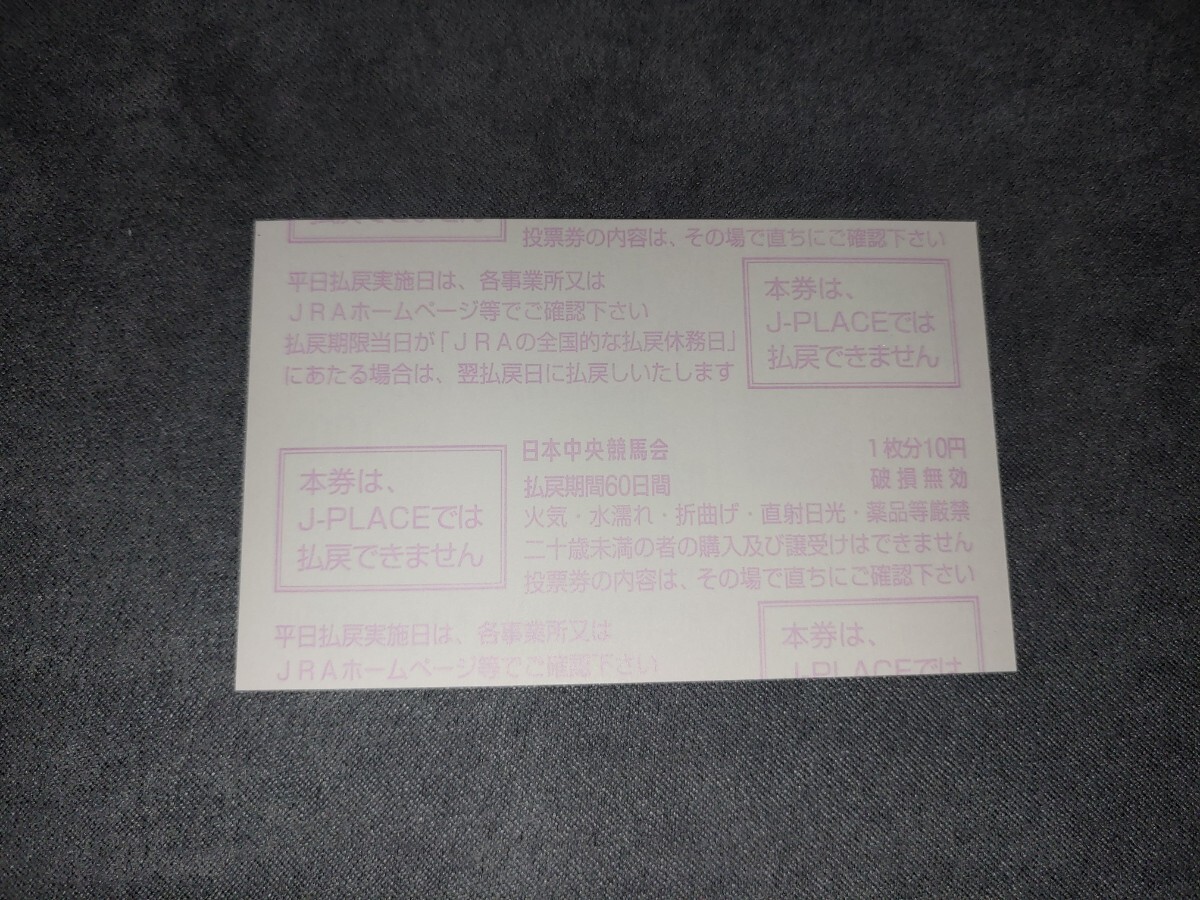 投票券の内容は、その場で直ちにご確認下さい
平日払戻実施日は、各事業所又は
JRAホームページ等でご確認下さい
払戻期限当日が「JRAの全国的な払戻休務日」
にあたる場合は、翌払戻日に払戻しいたします
本券は、
J-PLACEでは
払戻できません
本券は、
J-PLACEでは
払戻できません
日本中央競馬会
1枚分10円
払戻期間60日間
破損無効
火気・水濡れ・折曲げ・直射日光・薬品等厳禁
二十歳未満の者の購入及び譲受けはできません
投票券の内容は、その場で直ちにご確認下さい
平日払戻実施日は、各事業所又は
JRAホームページ等でご確認下さい
本券は、
J-PLACEでは